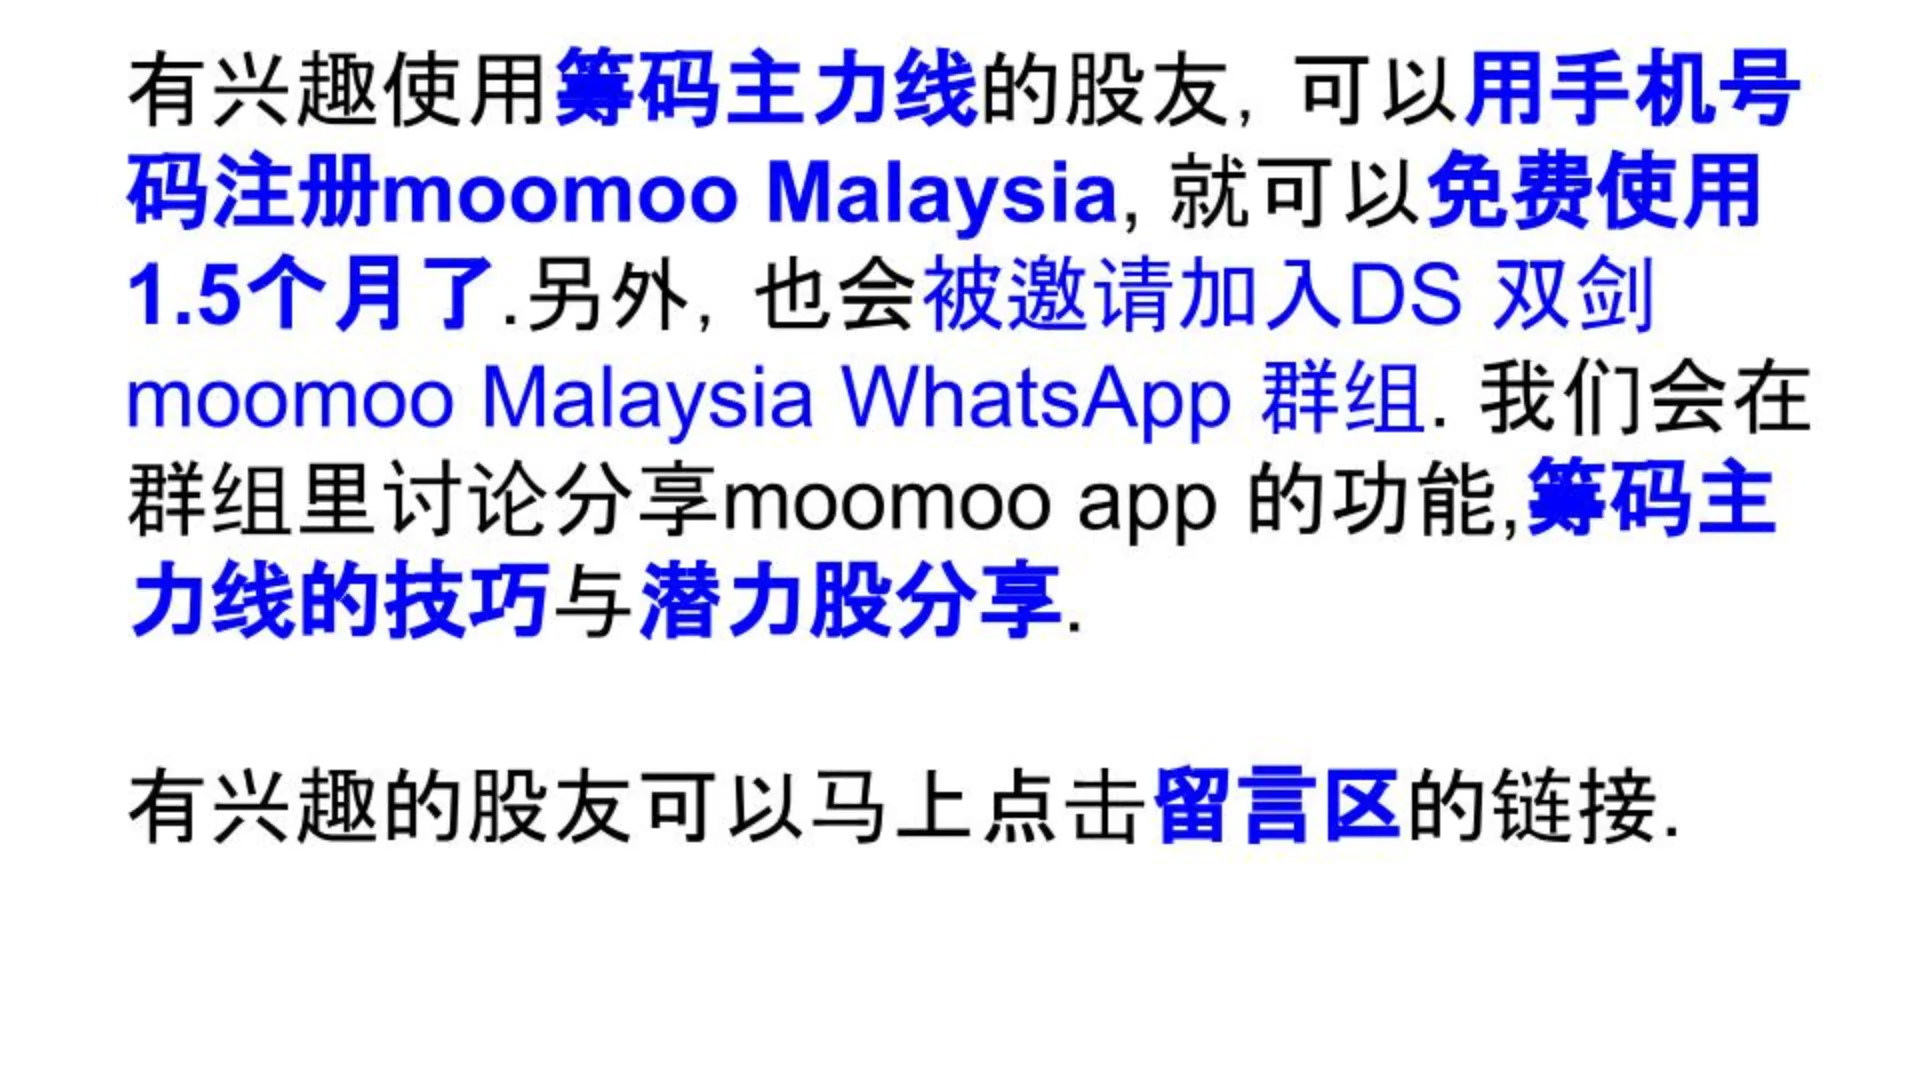 有兴趣使用筹码主力线的股友, 可以用手机号
码注册moomoo Malaysia, 就可以免费使用
1.5个月了.另外, 也会被邀请加入DS 双剑
moomoo Malaysia WhatsApp 群组. 我们会在
群组里讨论分享moomoo app 的功能,筹码主
力线的技巧与潜力股分享.
有兴趣的股友可以马上点击留言区的链接.